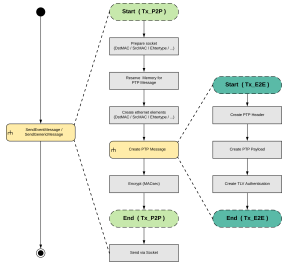 Start ( Tx_P2P )
Prepare socket
(DstMAC / SrcMAC / Ethertype / ...)
Reserve Memory for
PTP Message
Start ( Tx_E2E )
Create ethernet elements
(DstMAC / SrcMAC / Ethertype / ...)
Create PTP Header
SendEventMessage /
SendGenericMessage
Create PTP Message
Create PTP Payload
Encrypt (MACsec)
Create TLV Authentication
End ( Tx_P2P )
End ( Tx_E2E )
Send via Socket